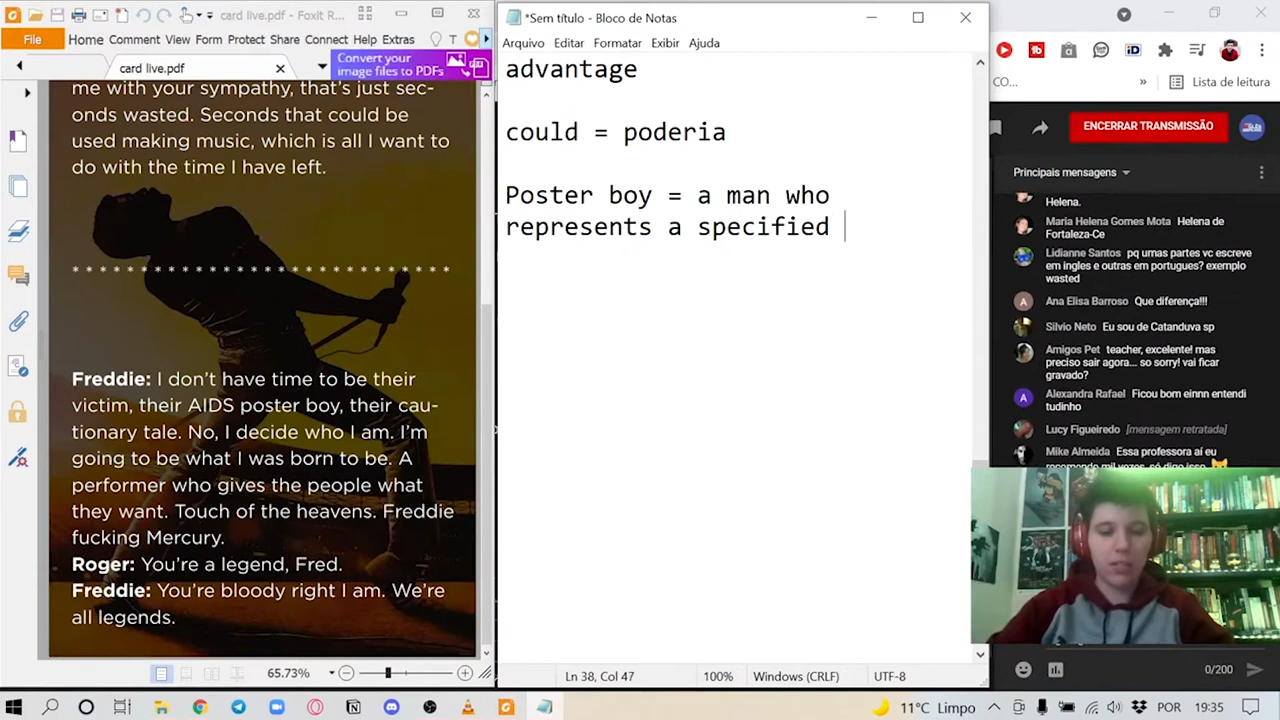 card live.pdf - Foxit R...
File
Home
Comment
View
Form
Protect
Share
Connect
Help
Extras
card live.pdf
Convert your
image files to PDFs
me with your sympathy, that's just sec-
onds wasted. Seconds that could be
used making music, which is all I want to
do with the time I have left.
* * * * * * * * * * * * * * * * * * * * * * * * *
Freddie: I don't have time to be their
victim, their AIDS poster boy, their cau-
tionary tale. No, I decide who I am. I'm
going to be what I was born to be. A
performer who gives the people what
they want. Touch of the heavens. Freddie
fucking Mercury.
Roger: You're a legend, Fred.
Freddie: You're bloody right I am. We're
all legends.
65.73%
*Sem título - Bloco de Notas
Arquivo
Editar
Formatar
Exibir
Ajuda
advantage
could = poderia
Poster boy = a man who
represents a specified
Ln 38, Col 47
100%
Windows (CRLF)
UTF-8
CO...
»
Lista de leitura
ENCERRAR TRANSMISSÃO
Principais mensagens
Helena.
Maria Helena Gomes Mota Helena de
Fortaleza-Ce
Lidianne Santos pq umas partes vc escreve
em ingles e outras em portugues? exemplo
wasted
Ana Elisa Barroso Que diferença!!!
Silvio Neto Eu sou de Catanduva sp
Amigos Pet teacher, excelente! mas
preciso sair agora... so sorry! vai ficar
gravado?
Alexandra Rafael Ficou bom einnn entendi
tudinho
Lucy Figueiredo [mensagem retratada]
Mike Almeida Essa professora aí eu
recomendo mil vezes, só digo isso
0/200
11°C Limpo
POR
19:35